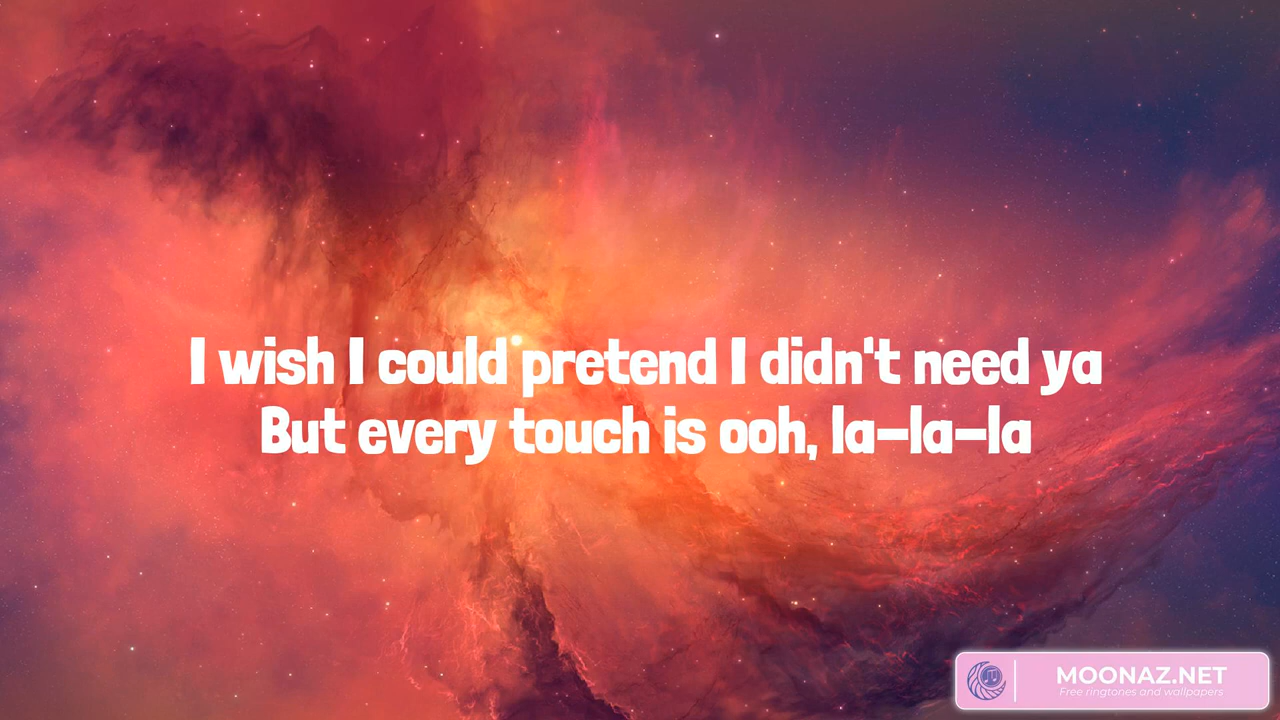 I wish I could pretend I didn't need ya
But every touch is ooh, la-la-la
MOONAZ.NET
Free ringtones and wallpapers